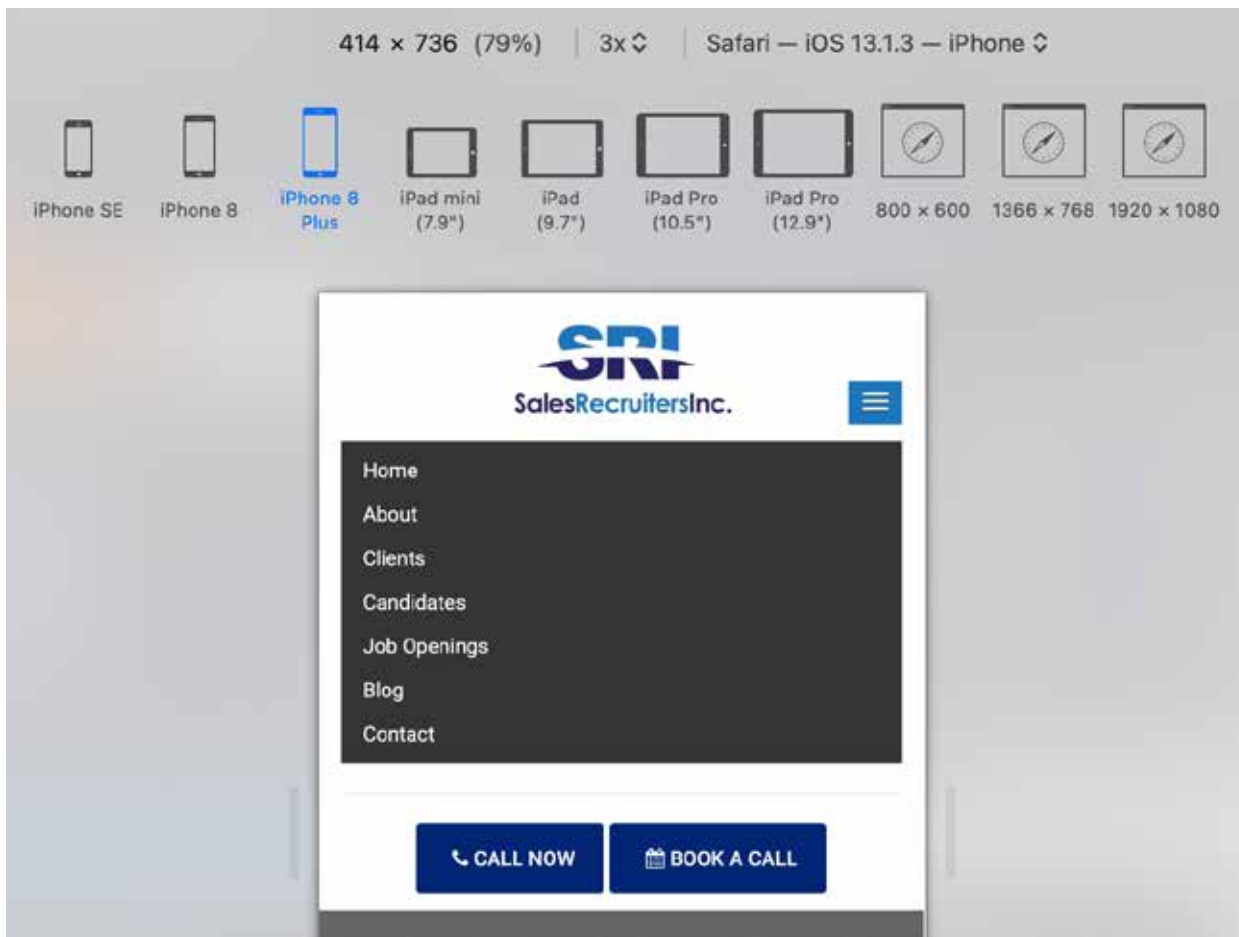 414 × 736 (79%) 3x Safari — iOS 13.1.3 — iPhone
iPhone SE
iPhone 8
iPhone 8
Plus
iPad mini
(7.9")
iPad
(9.7")
iPad Pro
(10.5")
iPad Pro
(12.9")
800 × 600
1366 × 768
1920 × 1080
SRI
SalesRecruitersInc.
Home
About
Clients
Candidates
Job Openings
Blog
Contact
CALL NOW
BOOK A CALL